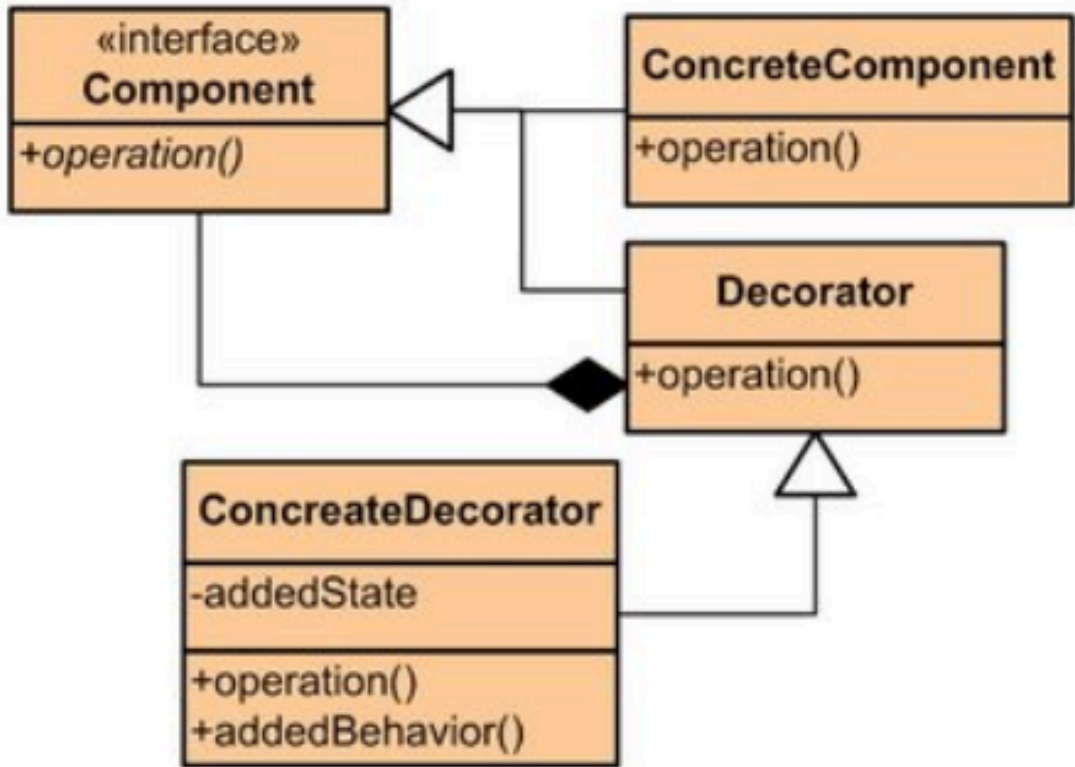 «interface»
Component
+operation()
ConcreteComponent
+operation()
Decorator
+operation()
ConcreateDecorator
-addedState
+operation()
+addedBehavior()